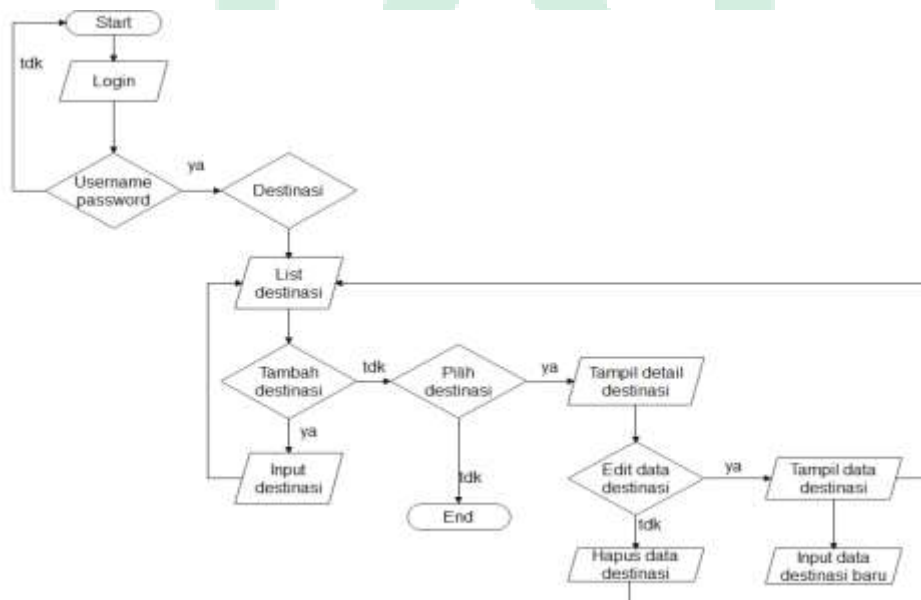 Start
tdk
Login
ya
Username
password
Destinasi
List
destinasi
Tambah
destinasi
tdk
Pilih
destinasi
ya
Tampil detail
destinasi
ya
Input
destinasi
tdk
End
Edit data
destinasi
ya
Tampil data
destinasi
tdk
Hapus data
destinasi
Input data
destinasi baru